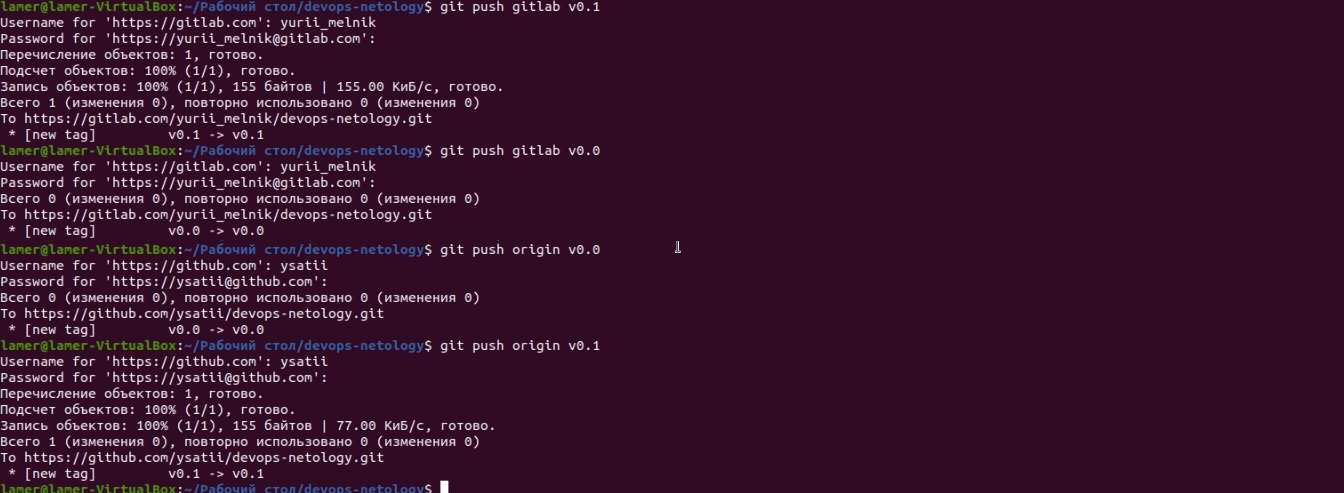 lamer@lamer-VirtualBox:~/Рабочий стол/devops-netology$ git push gitlab v0.1
Username for 'https://gitlab.com': yurii_melnik
Password for 'https://yurii_melnik@gitlab.com':
Перечисление объектов: 1, готово.
Подсчет объектов: 100% (1/1), готово.
Запись объектов: 100% (1/1), 155 байтов | 155.00 КиБ/с, готово.
Всего 1 (изменения 0), повторно использовано 0 (изменения 0)
To https://gitlab.com/yurii_melnik/devops-netology.git
 * [new tag]         v0.1 -> v0.1
lamer@lamer-VirtualBox:~/Рабочий стол/devops-netology$ git push gitlab v0.0
Username for 'https://gitlab.com': yurii_melnik
Password for 'https://yurii_melnik@gitlab.com':
Всего 0 (изменения 0), повторно использовано 0 (изменения 0)
To https://gitlab.com/yurii_melnik/devops-netology.git
 * [new tag]         v0.0 -> v0.0
lamer@lamer-VirtualBox:~/Рабочий стол/devops-netology$ git push origin v0.0
Username for 'https://github.com': ysatii
Password for 'https://ysatii@github.com':
Всего 0 (изменения 0), повторно использовано 0 (изменения 0)
To https://github.com/ysatii/devops-netology.git
 * [new tag]         v0.0 -> v0.0
lamer@lamer-VirtualBox:~/Рабочий стол/devops-netology$ git push origin v0.1
Username for 'https://github.com': ysatii
Password for 'https://ysatii@github.com':
Перечисление объектов: 1, готово.
Подсчет объектов: 100% (1/1), готово.
Запись объектов: 100% (1/1), 155 байтов | 77.00 КиБ/с, готово.
Всего 1 (изменения 0), повторно использовано 0 (изменения 0)
To https://github.com/ysatii/devops-netology.git
 * [new tag]         v0.1 -> v0.1
lamer@lamer-VirtualBox:~/Рабочий стол/devops-netology$